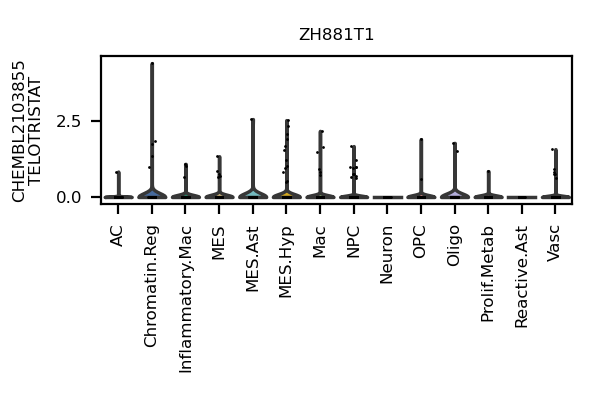 ZH881T1
CHEMBL2103855
TELOTRISTAT
2.5
0.0
AC
Chromatin.Reg
Inflammatory.Mac
MES
MES.Ast
MES.Hyp
Mac
NPC
Neuron
OPC
Oligo
Prolif.Metab
Reactive.Ast
Vasc